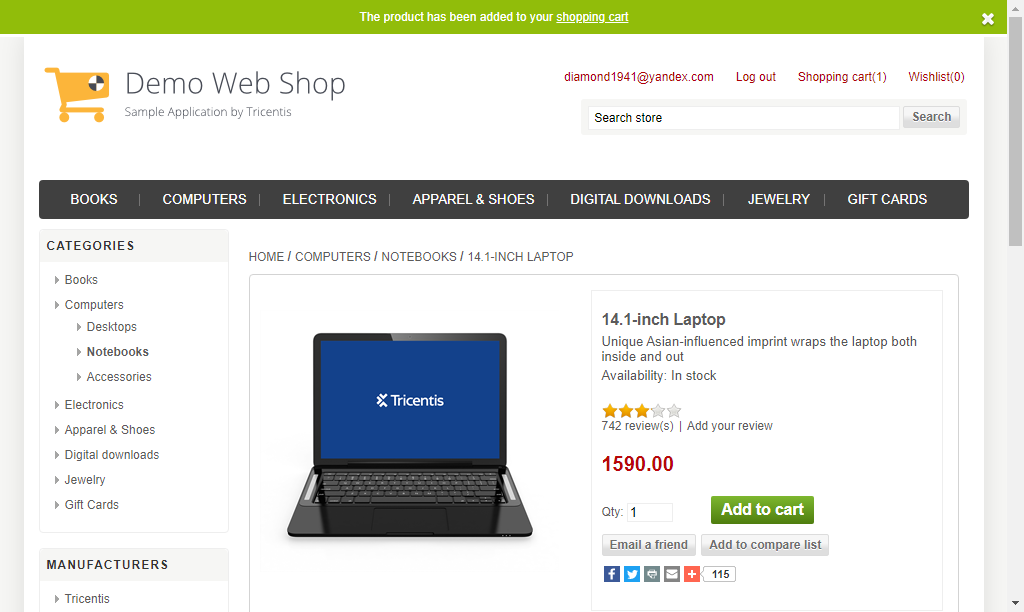 The product has been added to your shopping cart
Demo Web Shop
Sample Application by Tricentis
diamond1941@yandex.com Log out Shopping cart(1) Wishlist(0)
Search store Search
BOOKS COMPUTERS ELECTRONICS APPAREL & SHOES DIGITAL DOWNLOADS JEWELRY GIFT CARDS
CATEGORIES
Books
Computers
Desktops
Notebooks
Accessories
Electronics
Apparel & Shoes
Digital downloads
Jewelry
Gift Cards
MANUFACTURERS
Tricentis
HOME / COMPUTERS / NOTEBOOKS / 14.1-INCH LAPTOP
Tricentis
14.1-inch Laptop
Unique Asian-influenced imprint wraps the laptop both
inside and out
Availability: In stock
742 review(s) | Add your review
1590.00
Qty: 1 Add to cart
Email a friend Add to compare list
115